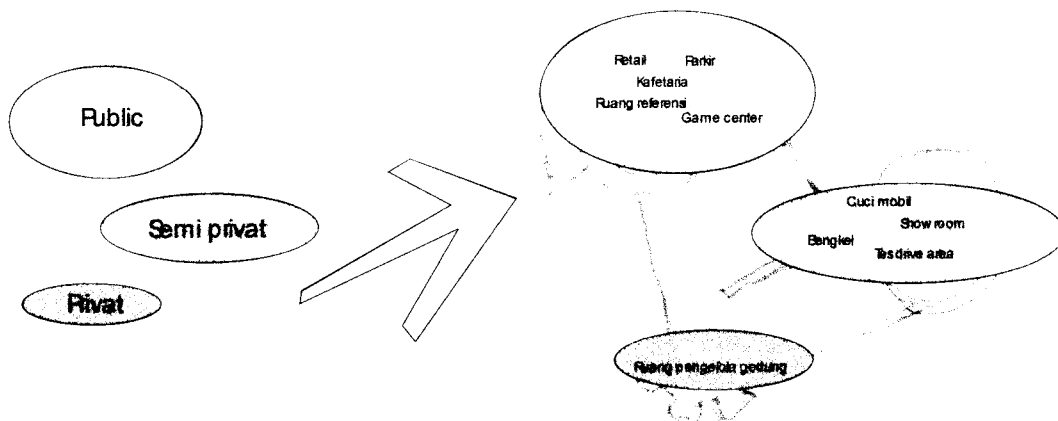 Public
Semi privat
Privat
Retail Parkir
Kafetaria
Ruang referensi
Game center
Cuci mobil
Show room
Bengkel
Tes drive area
Ruang pengelola gedung